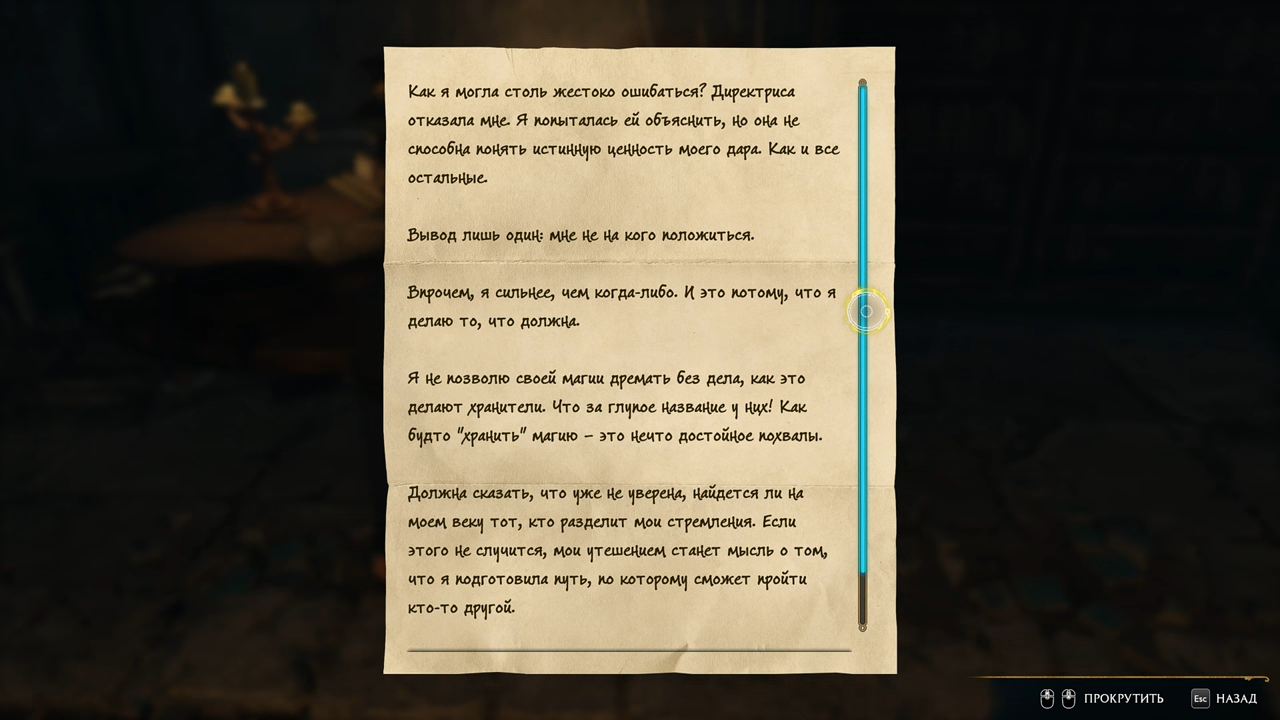 Как я могла столь жестоко ошибаться? Директриса
отказала мне. Я попыталась ей объяснить, но она не
способна понять истинную ценность моего дара. Как и все
остальные.
Вывод лишь один: мне не на кого положиться.
Впрочем, я сильнее, чем когда-либо. И это потому, что я
делаю то, что должна.
Я не позволю своей магии дремать без дела, как это
делают хранители. Что за глупое название у них! Как
будто "хранить" магию – это нечто достойное похвалы.
Должна сказать, что уже не уверена, найдется ли на
моем веку тот, кто разделит мои стремления. Если
этого не случится, мои утешением станет мысль о том,
что я подготовила путь, по которому сможет пройти
кто-то другой.
ПРОКРУТИТЬ
Esc НАЗАД